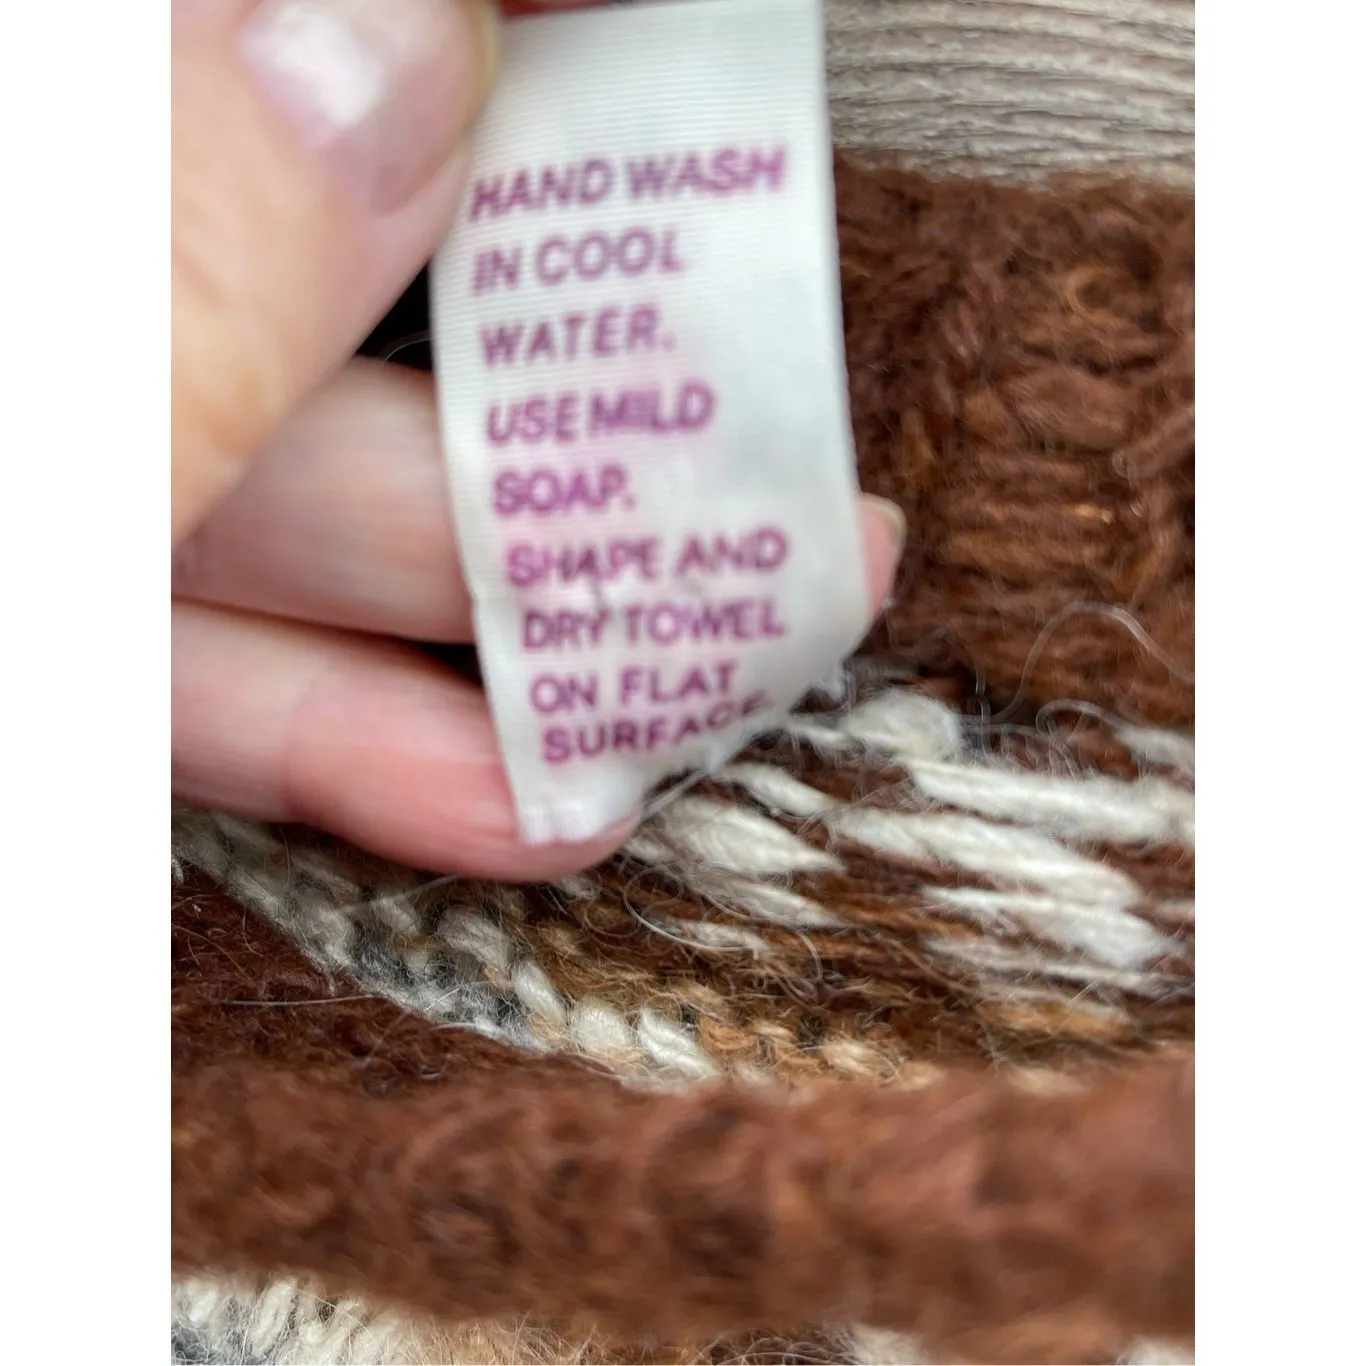 HAND WASH
IN COOL
WATER.
USE MILD
SOAP.
SHAPE AND
DRY TOWEL
ON FLAT
SURFACE